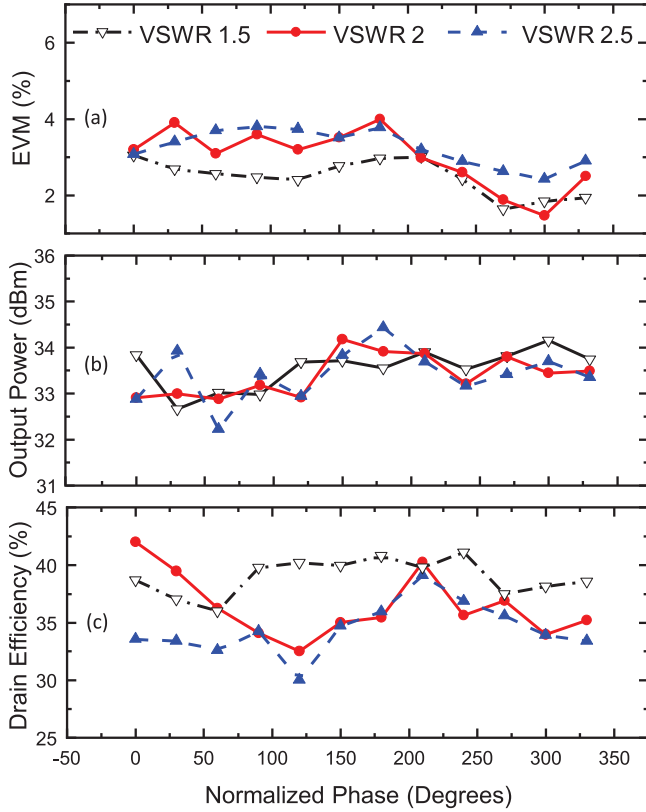 VSWR 1.5 VSWR 2 VSWR 2.5
EVM (%)
6
4
2
(a)
Output Power (dBm)
36
35
34
33
32
31
(b)
Drain Efficiency (%)
45
40
35
30
25
(c)
-50 0 50 100 150 200 250 300 350
Normalized Phase (Degrees)